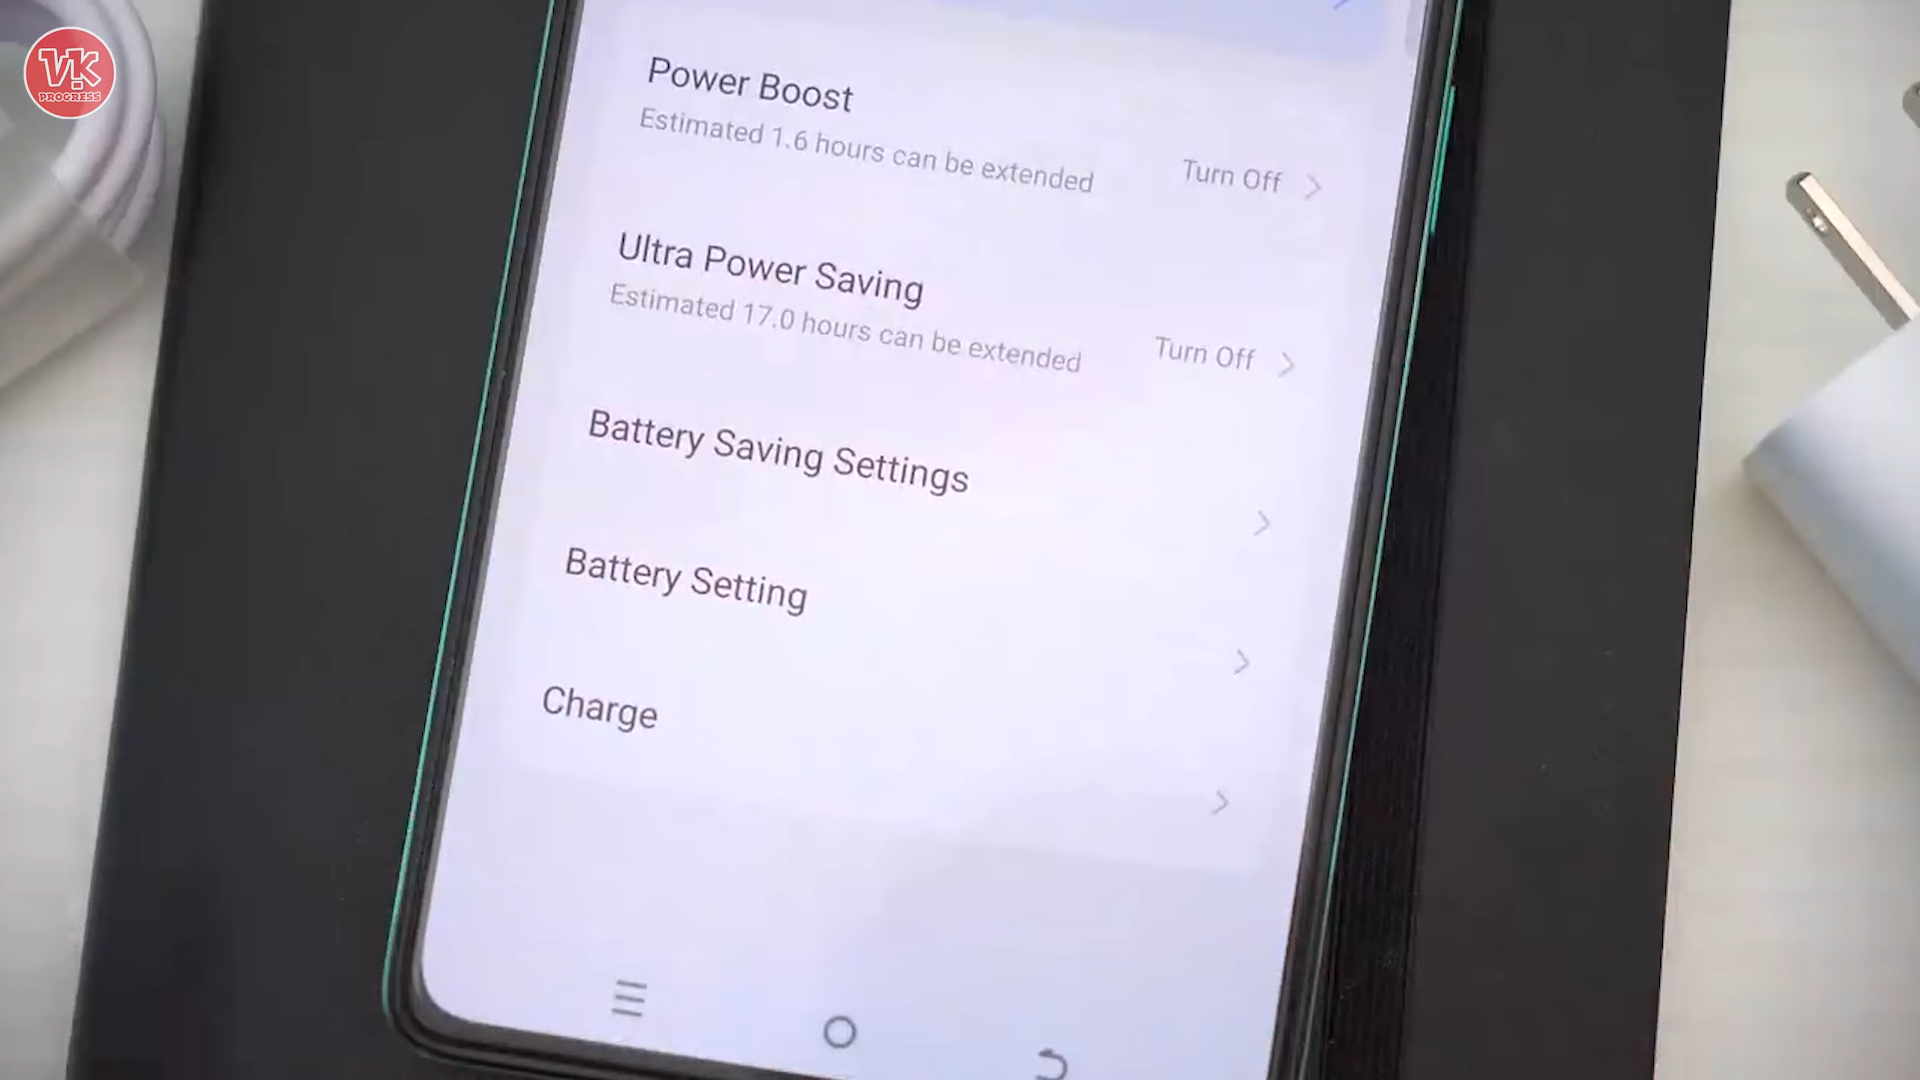 V!K
PROGRESS
Power Boost
Estimated 1.6 hours can be extended
Turn Off
Ultra Power Saving
Estimated 17.0 hours can be extended
Turn Off
Battery Saving Settings
Battery Setting
Charge